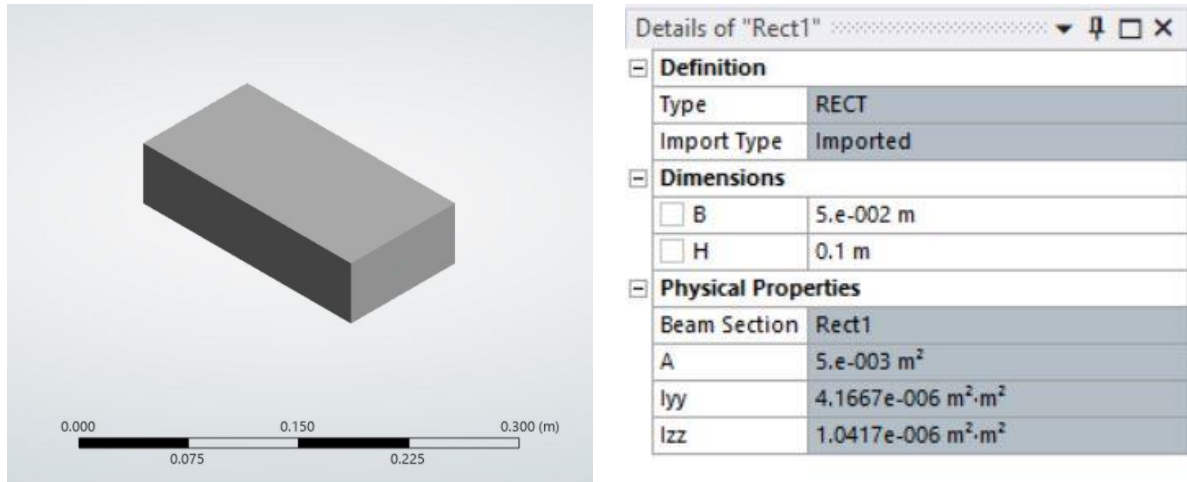 0.000 0.150 0.300 (m)
0.075 0.225
Details of "Rect1"
Definition
Type RECT
Import Type Imported
Dimensions
B 5.e-002 m
H 0.1 m
Physical Properties
Beam Section Rect1
A 5.e-003 m²
Iyy 4.1667e-006 m²·m²
Izz 1.0417e-006 m²·m²